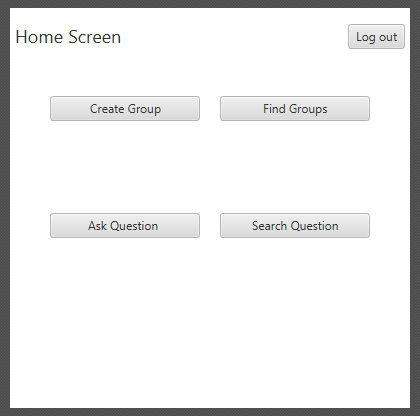 Home Screen
Log out
Create Group
Find Groups
Ask Question
Search Question